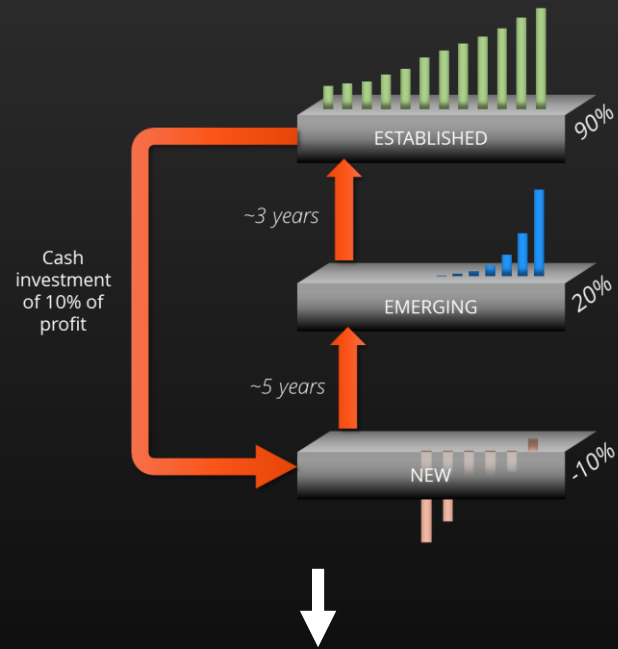 ESTABLISHED
90%
~3 years
Cash
investment
of 10% of
profit
EMERGING
20%
~5 years
NEW
-10%